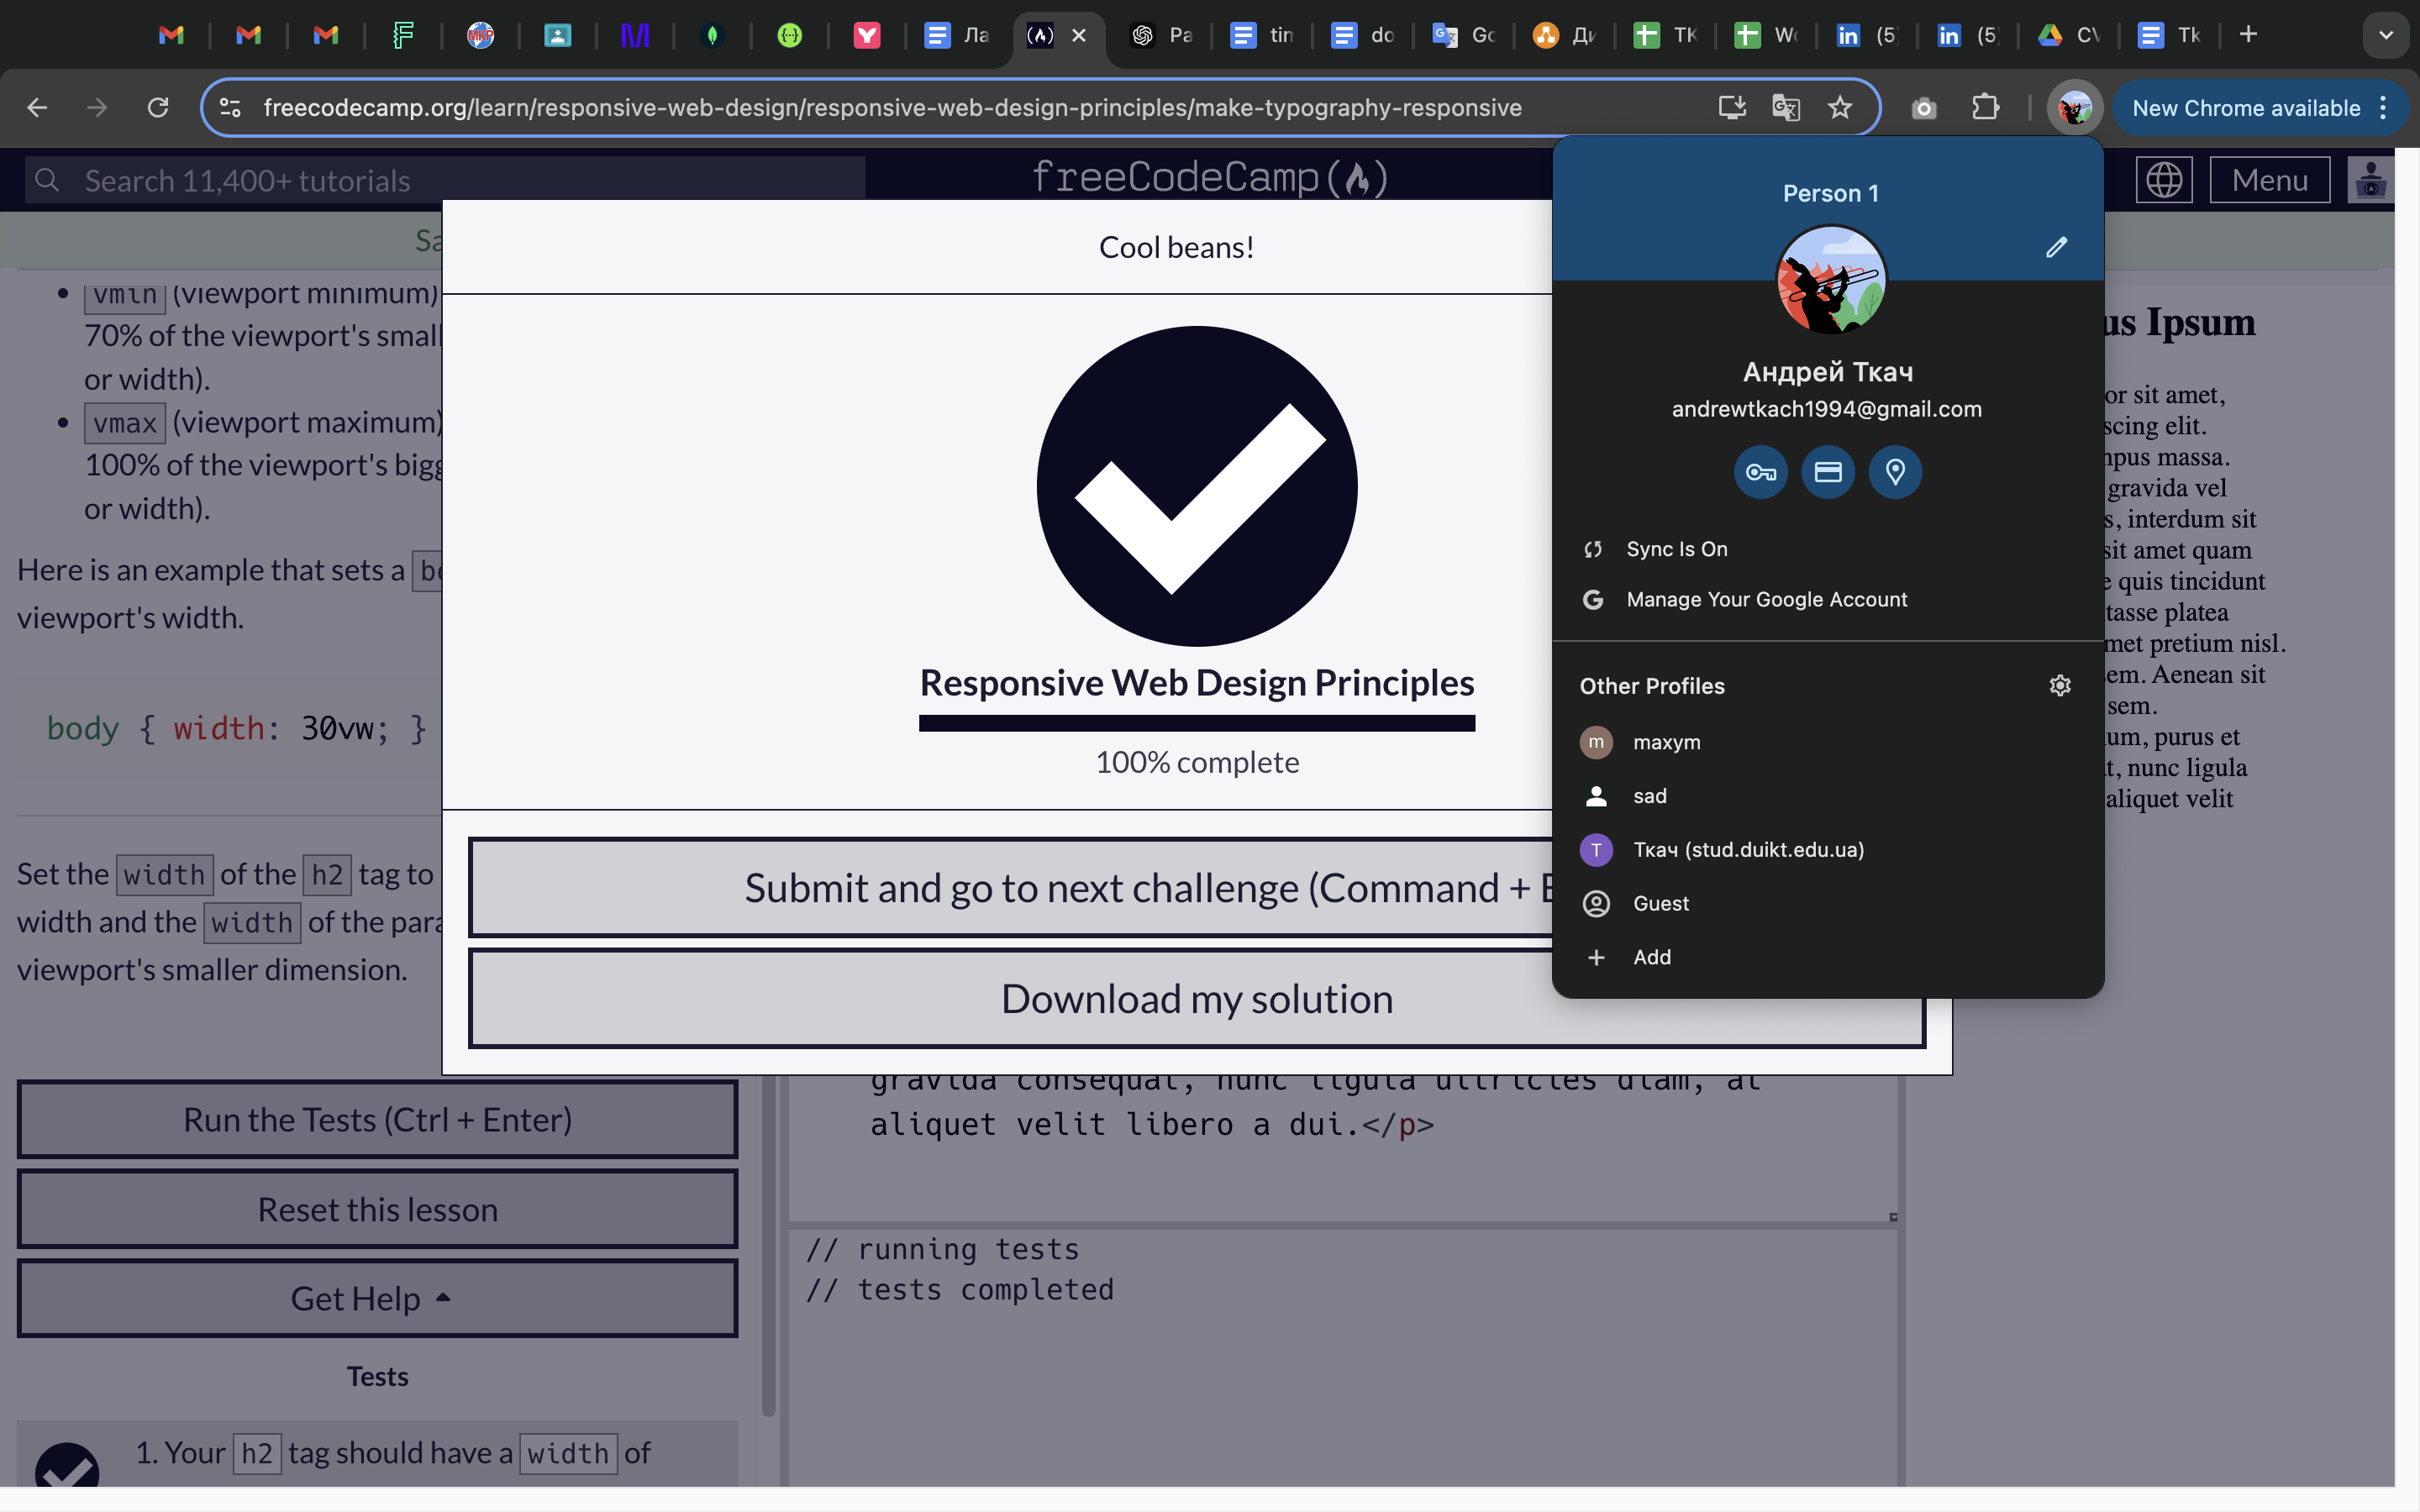 Ла
Pa
tin
do
Gc
Ди
TK
Wo
(5)
(5
CV
Tk
freecodecamp.org/learn/responsive-web-design/responsive-web-design-principles/make-typography-responsive
New Chrome available
Search 11,400+ tutorials
freeCodeCamp
Menu
Sa
Cool beans!
Person 1
vmin (viewport minimum)
70% of the viewport's small
or width).
vmax (viewport maximum)
100% of the viewport's bigg
or width).
Here is an example that sets a bo
viewport's width.
body { width: 30vw; }
Set the width of the h2 tag to
width and the width of the para
viewport's smaller dimension.
Responsive Web Design Principles
100% complete
Submit and go to next challenge (Command + E
Download my solution
Андрей Ткач
andrewtkach1994@gmail.com
Sync Is On
Manage Your Google Account
Other Profiles
m maxym
sad
T Ткач (stud.duikt.edu.ua)
Guest
Add
us Ipsum
or sit amet,
scing elit.
mpus massa.
gravida vel
s, interdum sit
sit amet quam
e quis tincidunt
tasse platea
met pretium nisl.
em. Aenean sit
sem.
um, purus et
t, nunc ligula
aliquet velit
gravida consequat, nunc ligula ultricies diam, at
aliquet velit libero a dui.</p>
Run the Tests (Ctrl + Enter)
Reset this lesson
Get Help
Tests
1. Your h2 tag should have a width of
// running tests
// tests completed